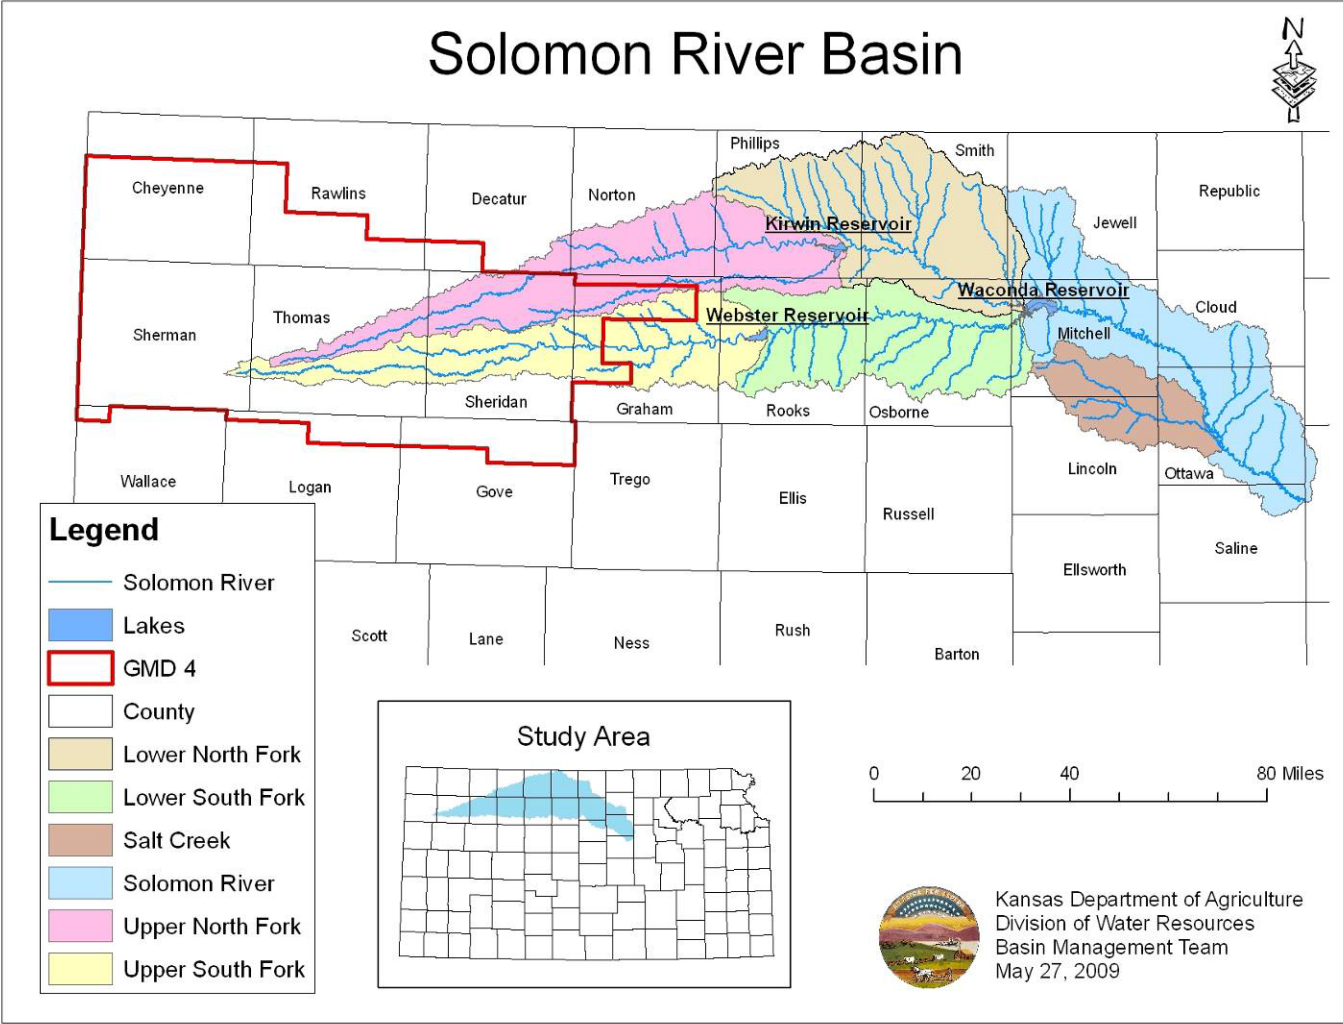 Solomon River Basin
N
Phillips
Smith
Cheyenne
Rawlins
Decatur
Norton
Republic
Kirwin Reservoir
Jewell
Waconda Reservoir
Thomas
Webster Reservoir
Cloud
Sherman
Mitchell
Sheridan
Graham
Rooks
Osborne
Wallace
Logan
Gove
Trego
Ellis
Russell
Lincoln
Ottawa
Saline
Ellsworth
Scott
Lane
Ness
Rush
Barton
Legend
Solomon River
Lakes
GMD 4
County
Lower North Fork
Lower South Fork
Salt Creek
Solomon River
Upper North Fork
Upper South Fork
Study Area
0 20 40 80 Miles
Kansas Department of Agriculture
Division of Water Resources
Basin Management Team
May 27, 2009